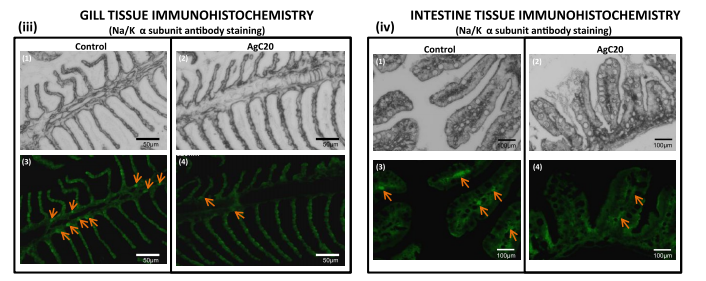 (iii)
GILL TISSUE IMMUNOHISTOCHEMISTRY
(Na/K α subunit antibody staining)
Control
AgC20
(1)
50µm
(2)
50µm
(3)
50µm
(4)
50µm
(iv)
INTESTINE TISSUE IMMUNOHISTOCHEMISTRY
(Na/K α subunit antibody staining)
Control
AgC20
(1)
100µm
(2)
100µm
(3)
100µm
(4)
100µm